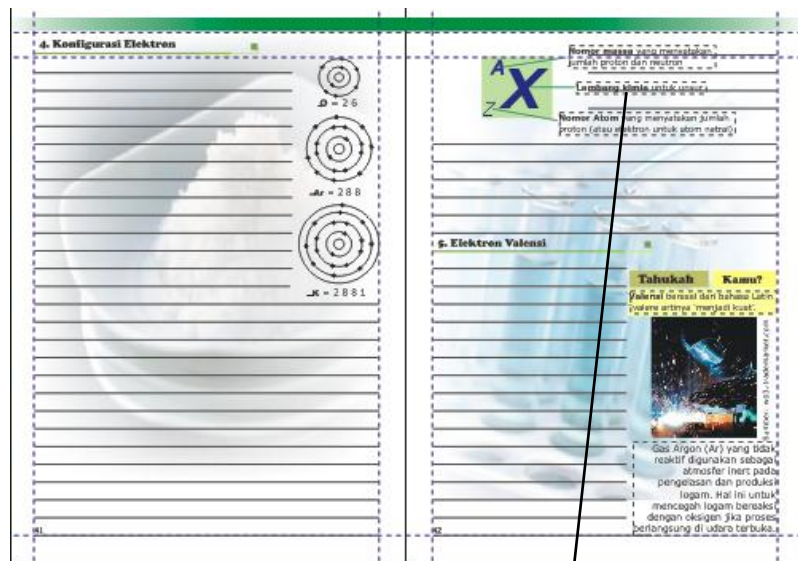 4. Konfigurasi Elektron
O = 2 6
Ar = 2 8 8
K = 2 8 8 1
41
A
X
Z
Nomor massa yang menyatakan
jumlah proton dan neutron
Lambang kimia untuk unsur
Nomor Atom yang menyatakan jumlah
proton (atau elektron untuk atom netral)
5. Elektron Valensi
Tahukah Kamu?
Valensi berasal dari bahasa Latin
valens artinya 'menjadi kuat'.
Gas Argon (Ar) yang tidak
reaktif digunakan sebagai
atmosfer inert pada
pengelasan dan produksi
logam. Hal ini untuk
mencegah logam bereaksi
dengan oksigen jika proses
berlangsung di udara terbuka.
42